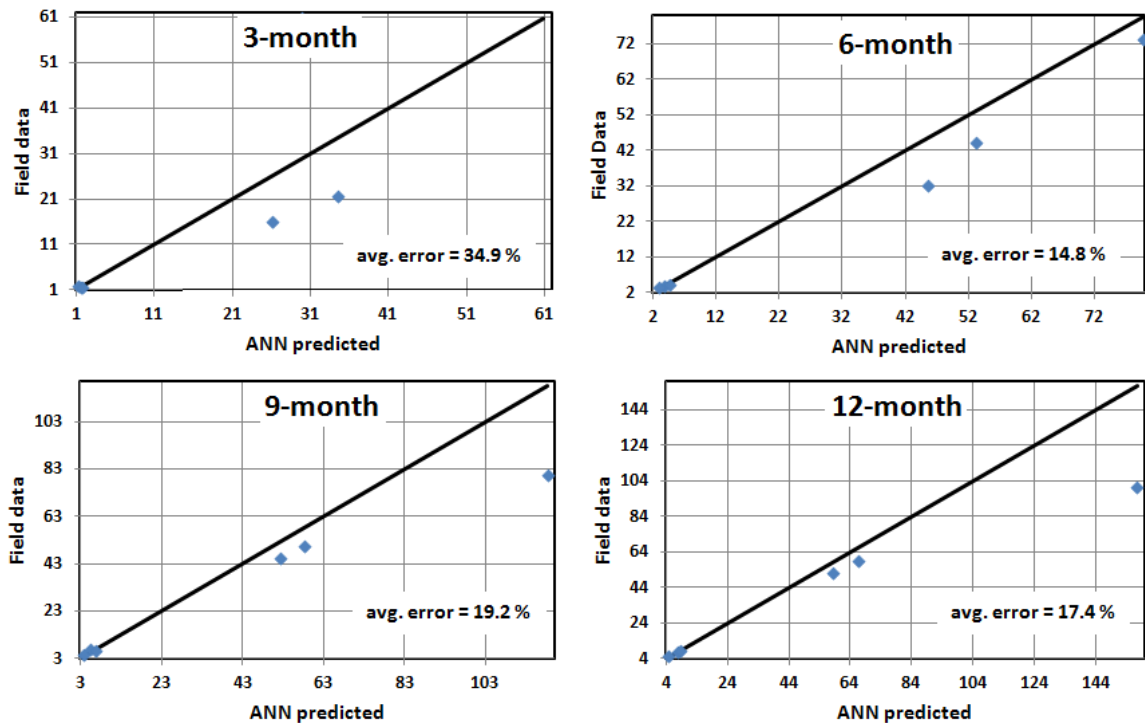 3-month
61
51
41
31
21
11
1
Field data
avg. error = 34.9 %
1 11 21 31 41 51 61
ANN predicted
6-month
72
62
52
42
32
22
12
2
Field Data
avg. error = 14.8 %
2 12 22 32 42 52 62 72
ANN predicted
9-month
103
83
63
43
23
3
Field data
avg. error = 19.2 %
3 23 43 63 83 103
ANN predicted
12-month
144
124
104
84
64
44
24
4
Field data
avg. error = 17.4 %
4 24 44 64 84 104 124 144
ANN predicted